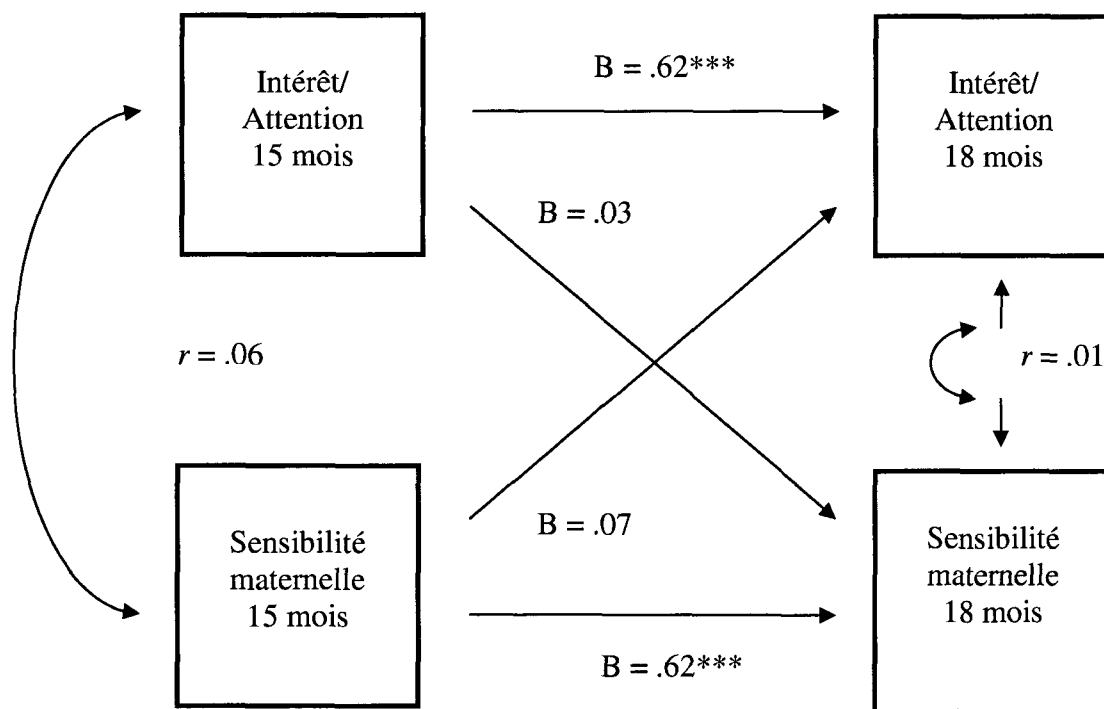 B = .62***
Intérêt/
Attention
15 mois
Intérêt/
Attention
18 mois
B = .03
r = .06
r = .01
B = .07
Sensibilité
maternelle
15 mois
Sensibilité
maternelle
18 mois
B = .62***